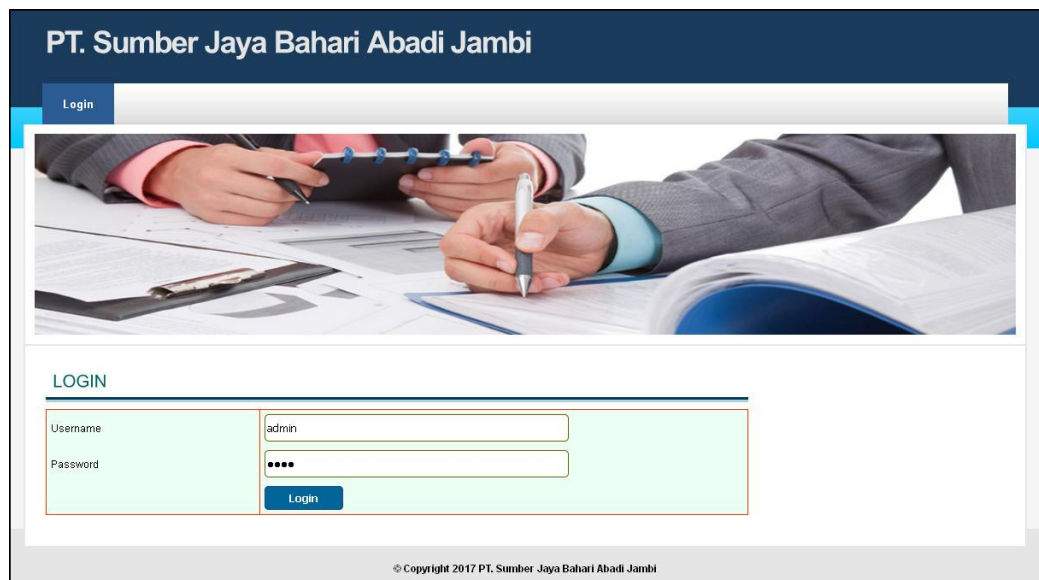 PT. Sumber Jaya Bahari Abadi Jambi
Login
LOGIN
Username admin
Password ••••
Login
© Copyright 2017 PT. Sumber Jaya Bahari Abadi Jambi